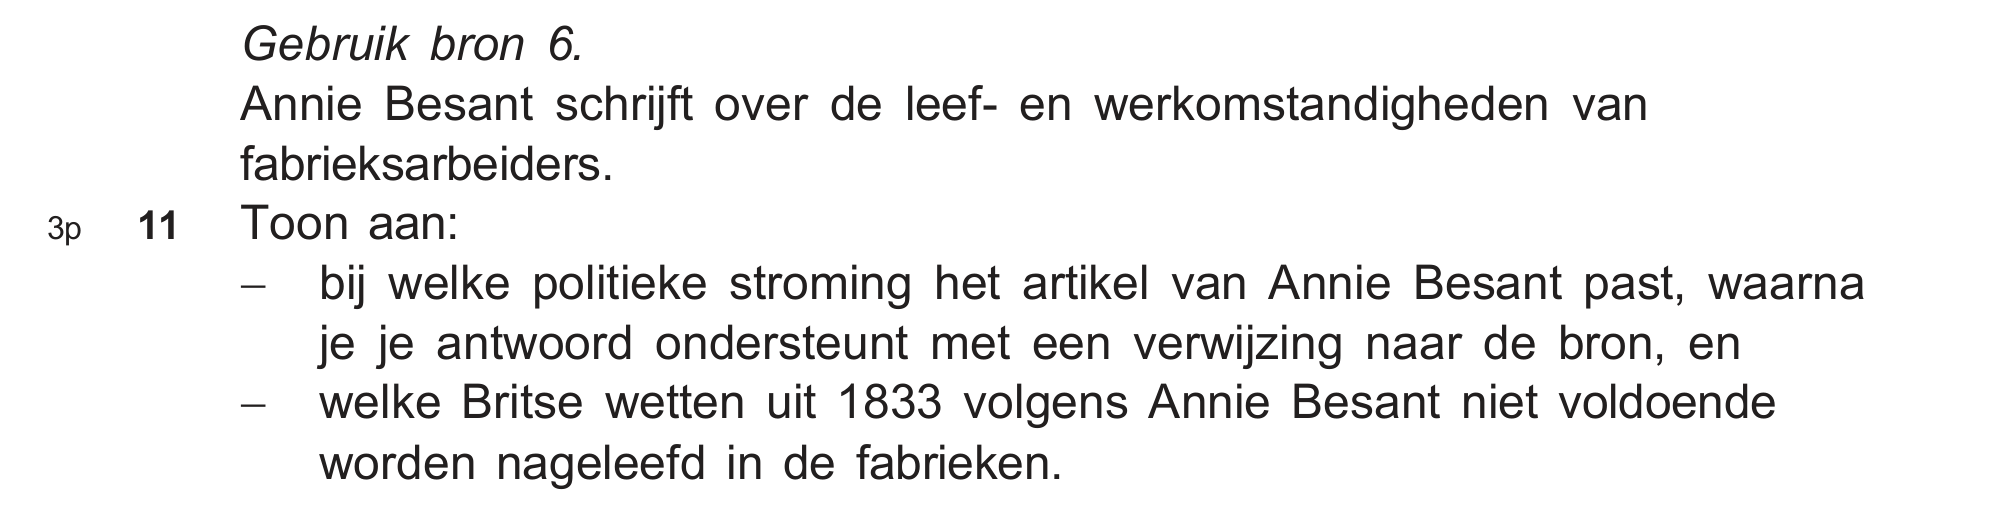 Gebruik bron 6.
Annie Besant schrijft over de leef- en werkomstandigheden van
fabrieksarbeiders.
3p 11 Toon aan:
– bij welke politieke stroming het artikel van Annie Besant past, waarna
je je antwoord ondersteunt met een verwijzing naar de bron, en
– welke Britse wetten uit 1833 volgens Annie Besant niet voldoende
worden nageleefd in de fabrieken.